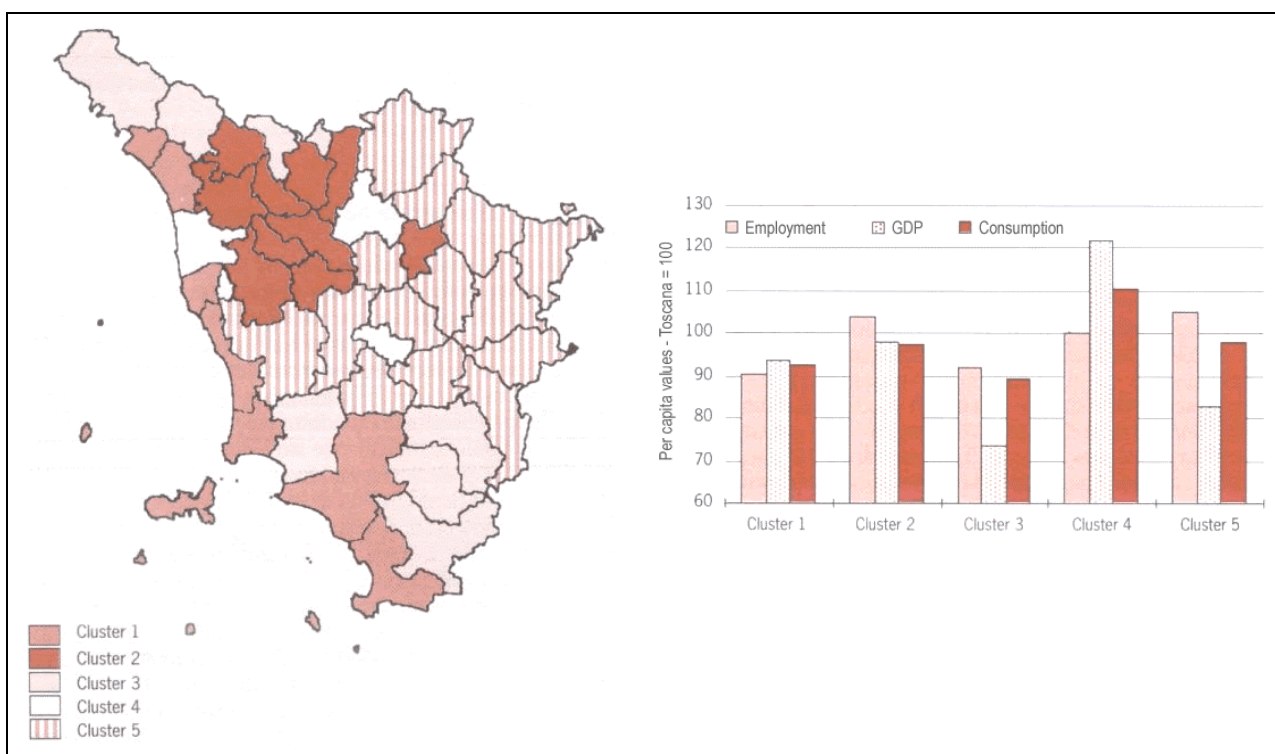 Cluster 1
Cluster 2
Cluster 3
Cluster 4
Cluster 5
Per capita values - Toscana = 100
130
120
110
100
90
80
70
60
Employment GDP Consumption
Cluster 1 Cluster 2 Cluster 3 Cluster 4 Cluster 5